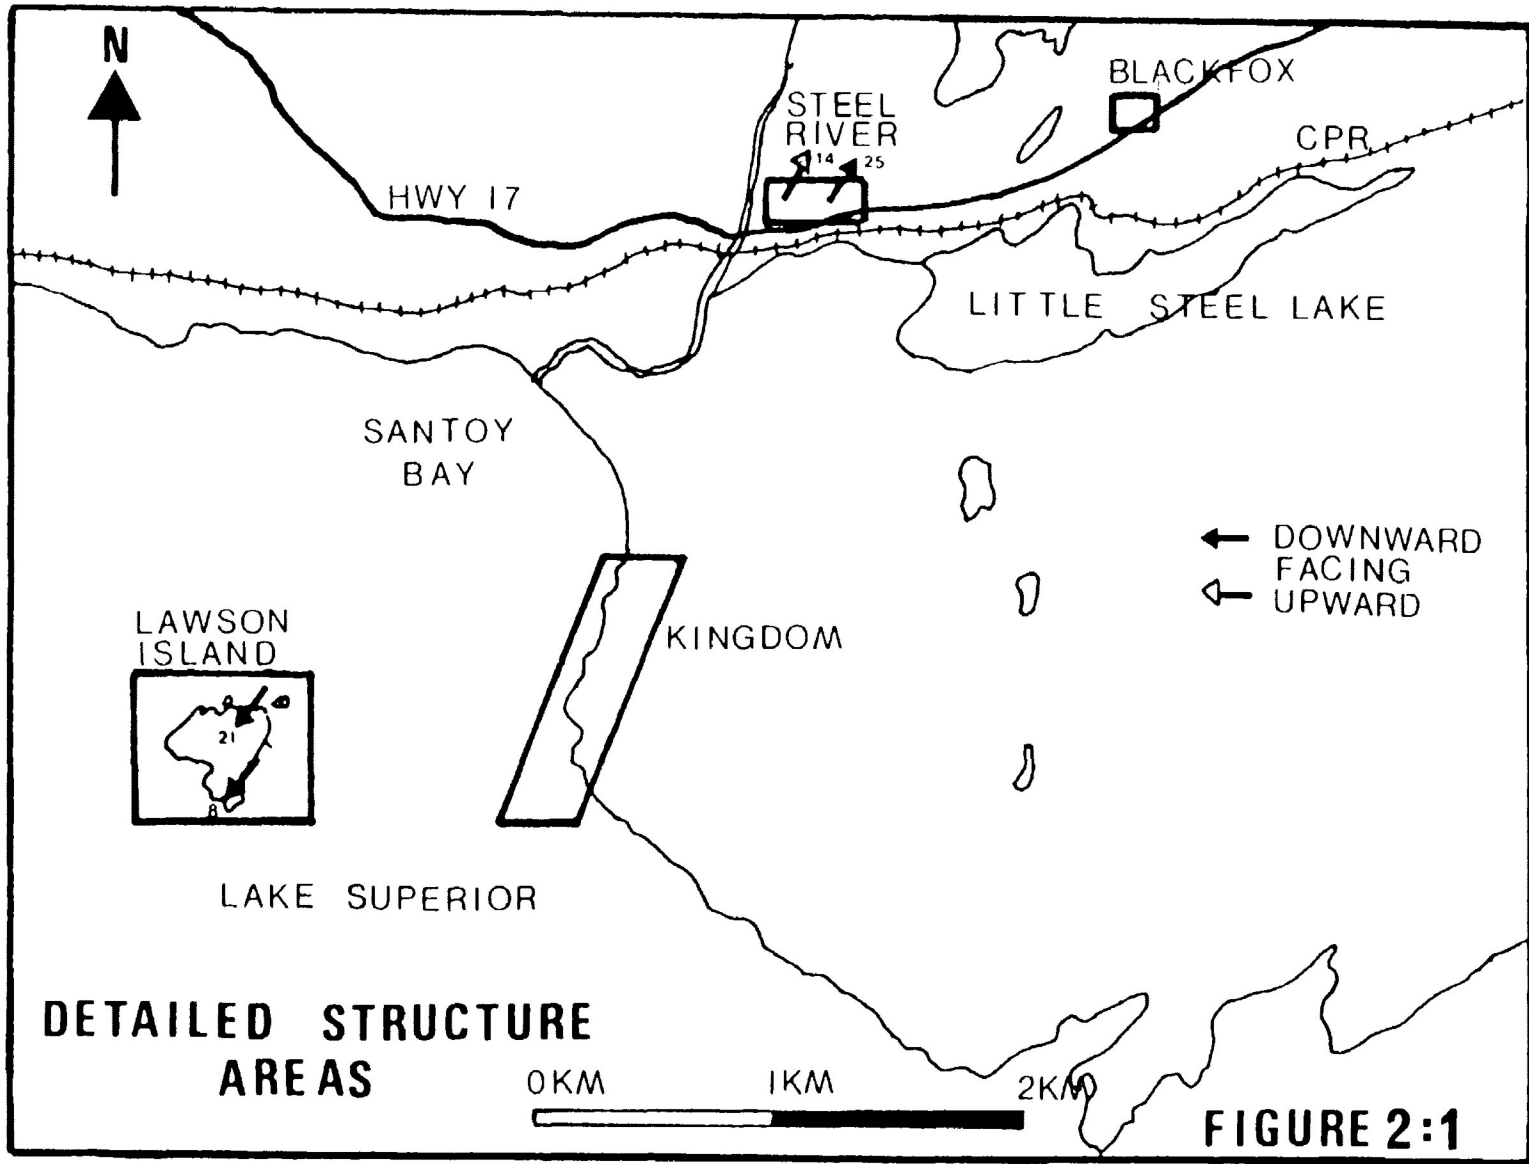 N
BLACKFOX
STEEL
RIVER
CPR
14
25
HWY 17
LITTLE STEEL LAKE
SANTOY
BAY
DOWNWARD
FACING
UPWARD
LAWSON
ISLAND
KINGDOM
21
8
LAKE SUPERIOR
DETAILED STRUCTURE
AREAS
0KM 1KM 2KM
FIGURE 2:1